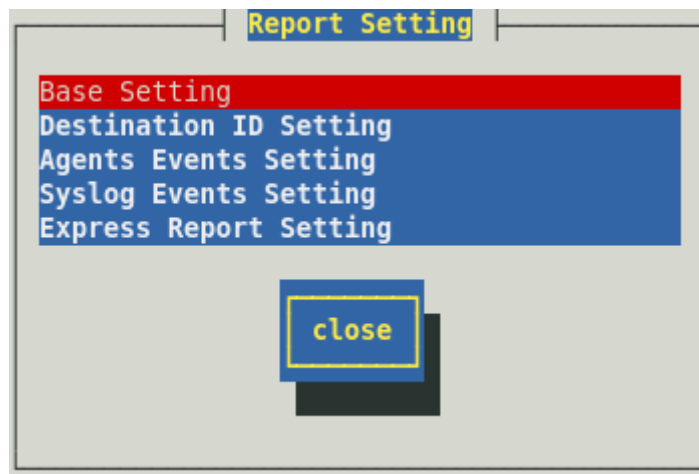 Report Setting
Base Setting
Destination ID Setting
Agents Events Setting
Syslog Events Setting
Express Report Setting
close